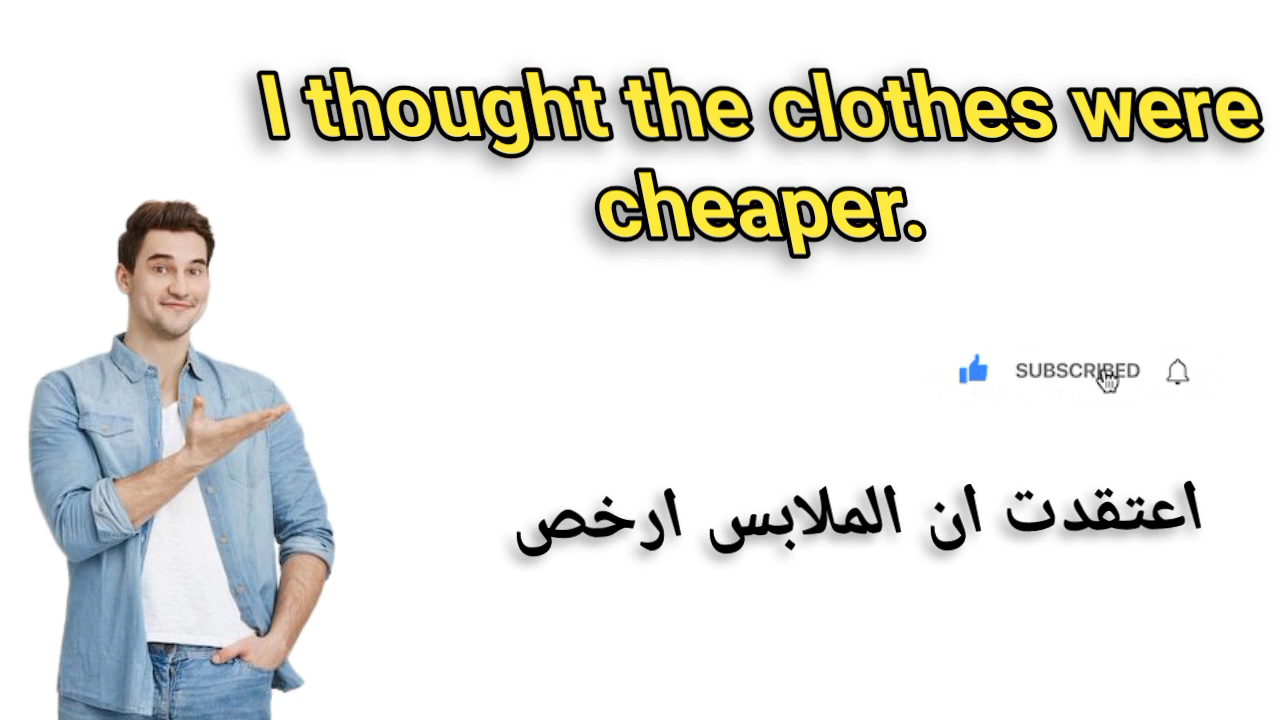 I thought the clothes were
cheaper.
SUBSCRIBED
اعتقدت ان الملابس ارخص